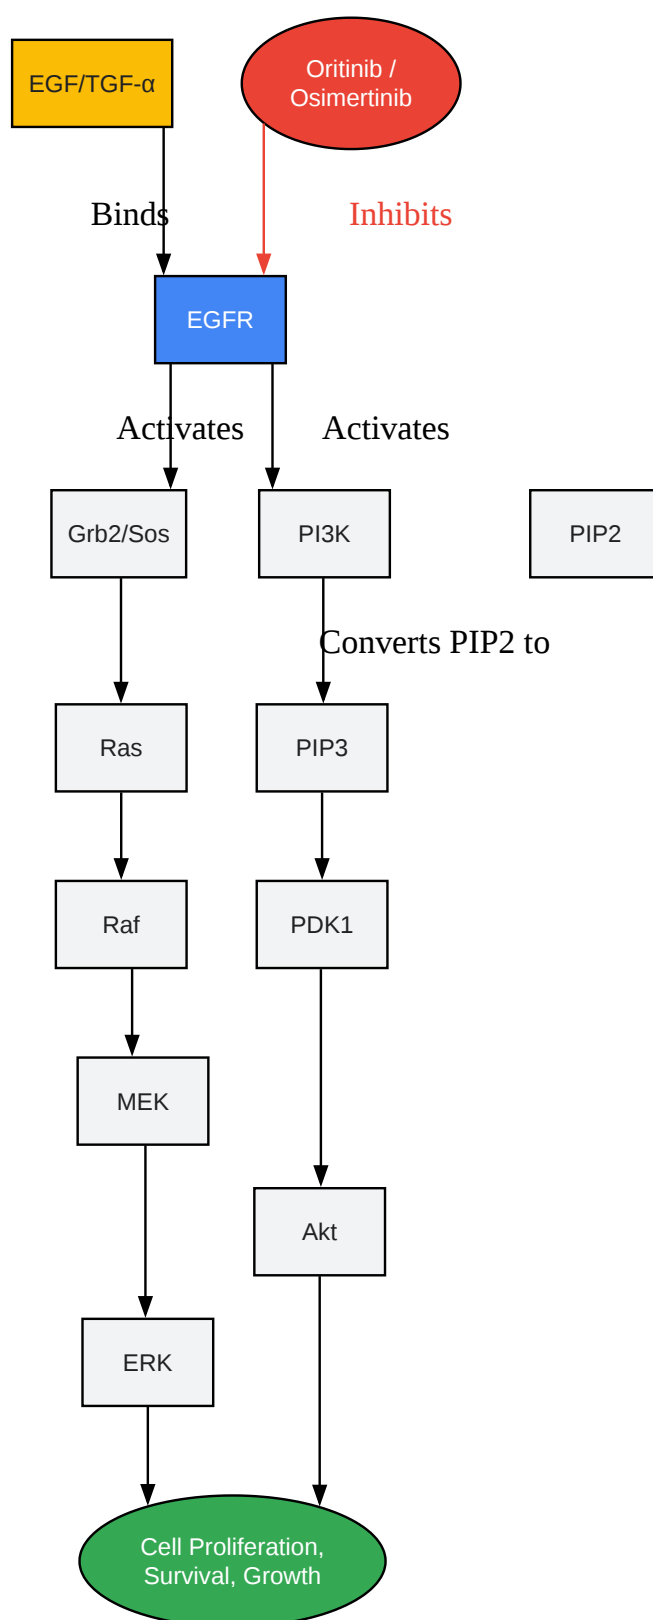 EGF/TGF-α
Oritinib /
Osimertinib
Binds
Inhibits
EGFR
Activates
Activates
Grb2/Sos
PI3K
PIP2
Converts PIP2 to
Ras
PIP3
Raf
PDK1
MEK
Akt
ERK
Cell Proliferation,
Survival, Growth